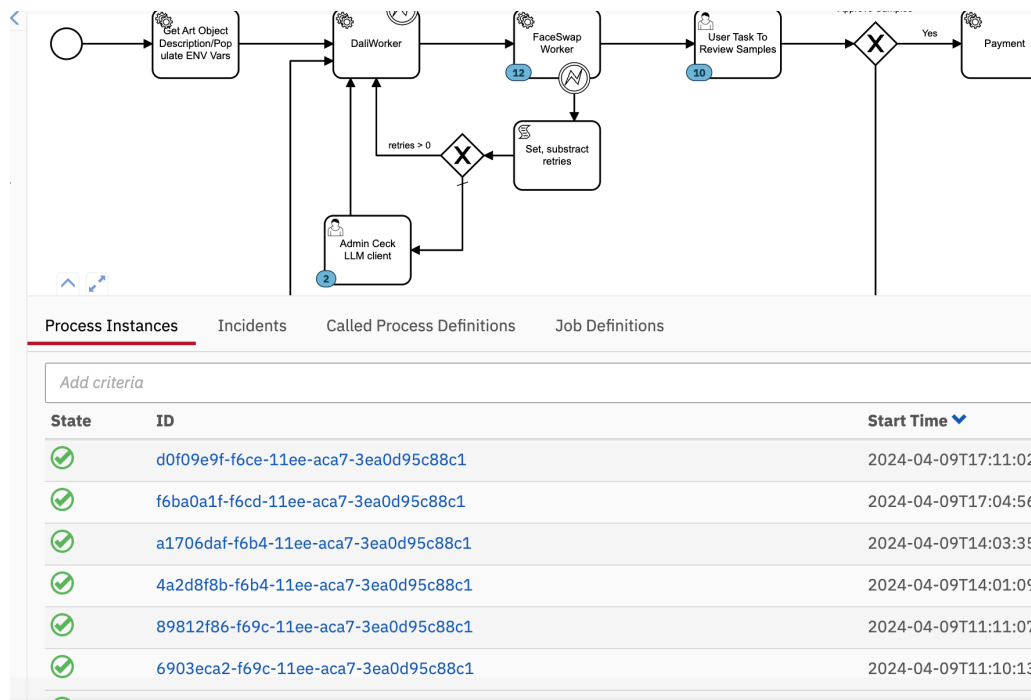 Get Art Object
Description/Pop
ulate ENV Vars
DaliWorker
FaceSwap
Worker
12
User Task To
Review Samples
10
Yes
Payment
retries > 0
Set, substract
retries
Admin Ceck
LLM client
2
Process Instances
Incidents
Called Process Definitions
Job Definitions
Add criteria
State ID Start Time
d0f09e9f-f6ce-11ee-aca7-3ea0d95c88c1 2024-04-09T17:11:02
f6ba0a1f-f6cd-11ee-aca7-3ea0d95c88c1 2024-04-09T17:04:56
a1706daf-f6b4-11ee-aca7-3ea0d95c88c1 2024-04-09T14:03:35
4a2d8f8b-f6b4-11ee-aca7-3ea0d95c88c1 2024-04-09T14:01:09
89812f86-f69c-11ee-aca7-3ea0d95c88c1 2024-04-09T11:11:07
6903eca2-f69c-11ee-aca7-3ea0d95c88c1 2024-04-09T11:10:13